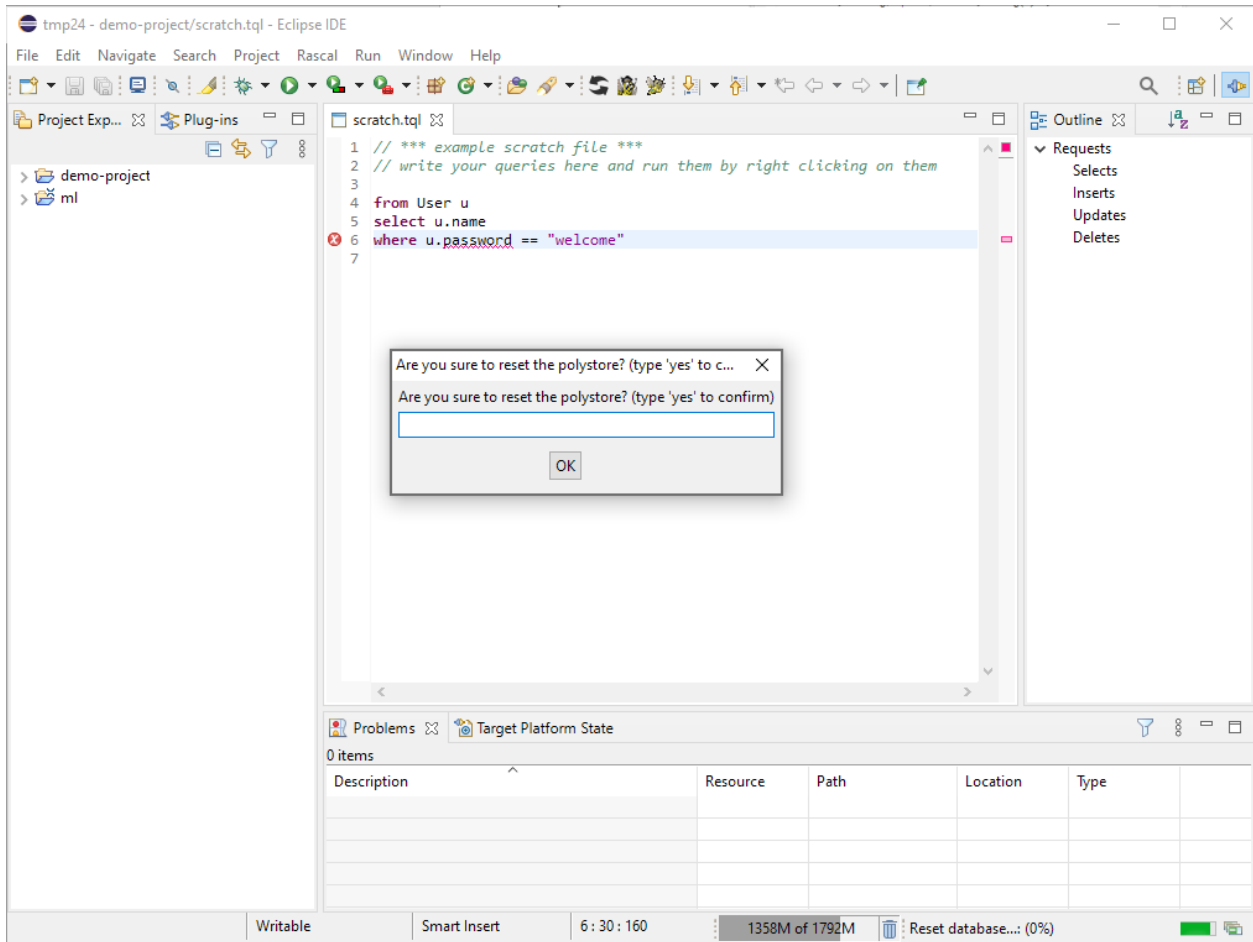 tmp24 - demo-project/scratch.tql - Eclipse IDE
File Edit Navigate Search Project Rascal Run Window Help
Project Exp... Plug-ins
demo-project
ml
scratch.tql
1 // *** example scratch file ***
2 // write your queries here and run them by right clicking on them
3
4 from User u
5 select u.name
6 where u.password == "welcome"
7
Outline
Requests
Selects
Inserts
Updates
Deletes
Are you sure to reset the polystore? (type 'yes' to c...
Are you sure to reset the polystore? (type 'yes' to confirm)
OK
Problems Target Platform State
0 items
Description Resource Path Location Type
Writable Smart Insert 6 : 30 : 160 1358M of 1792M Reset database...: (0%)